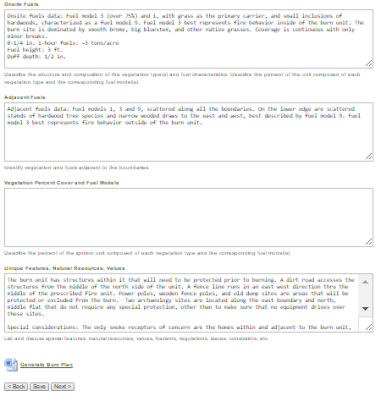 Onsite Fuels
Onsite fuels data: Fuel model 3 (over 75%) and 1, with grass as the primary carrier, and small inclusions of
hardwoods, characterized as a fuel model 9. Fuel model 3 best represents fire behavior inside of the burn unit. The
burn site is dominated by smooth brome, big bluestem, and other native grasses. Coverage is continuous with only
minor breaks.
0-1/4 in. 1-hour fuels: ~3 tons/acre
Fuel height: 3 ft.
Duff depth: 1/2 in.
Describe the structure and composition of the vegetation type(s) and fuel characteristics. Describe the percent of the unit composed of each
vegetation type and the corresponding fuel model(s).
Adjacent Fuels
Adjacent fuels data: Fuel models 1, 3 and 9, scattered along all the boundaries. On the lower edge are scattered
stands of hardwood tree species and narrow wooded draws to the east and west, best described by fuel model 9. Fuel
model 3 best represents fire behavior outside of the burn unit.
Identify vegetation and fuels adjacent to the boundaries.
Vegetation Percent Cover and Fuel Models
Describe the percent of the ignition unit composed of each vegetation type and the corresponding fuel model(s).
Unique Features, Natural Resources, Values
The burn unit has structures within it that will need to be protected prior to burning. A dirt road accesses the
structures from the middle of the north side of the unit. A fence line runs in an east west direction thru the
middle of the prescribed fire unit. Power poles, wooden fence poles, and old dump sites are areas that will be
protected or excluded from the burn. Two archaeology sites are located along the east boundary and north,
middle flat that do not require any special protection, other than to make sure that no equipment drives over
these sites.
Special considerations: The only smoke receptors of concern are the homes within and adjacent to the burn unit,
List and discuss special features, natural resources, values, hazards, regulations, issues, constraints, etc.
Generate Burn Plan
< Back Save Next >